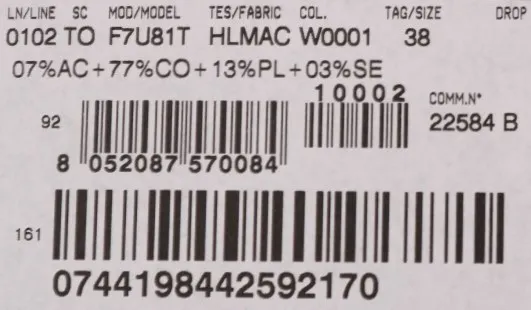 LN/LINE SC MOD/MODEL TES/FABRIC COL. TAG/SIZE DROP
0102 TO F7U81T HLMAC W0001 38
07%AC+77%CO+13%PL+03%SE
10002 COMM.N°
92 22584 B
8 052087 570084
161
0744198442592170